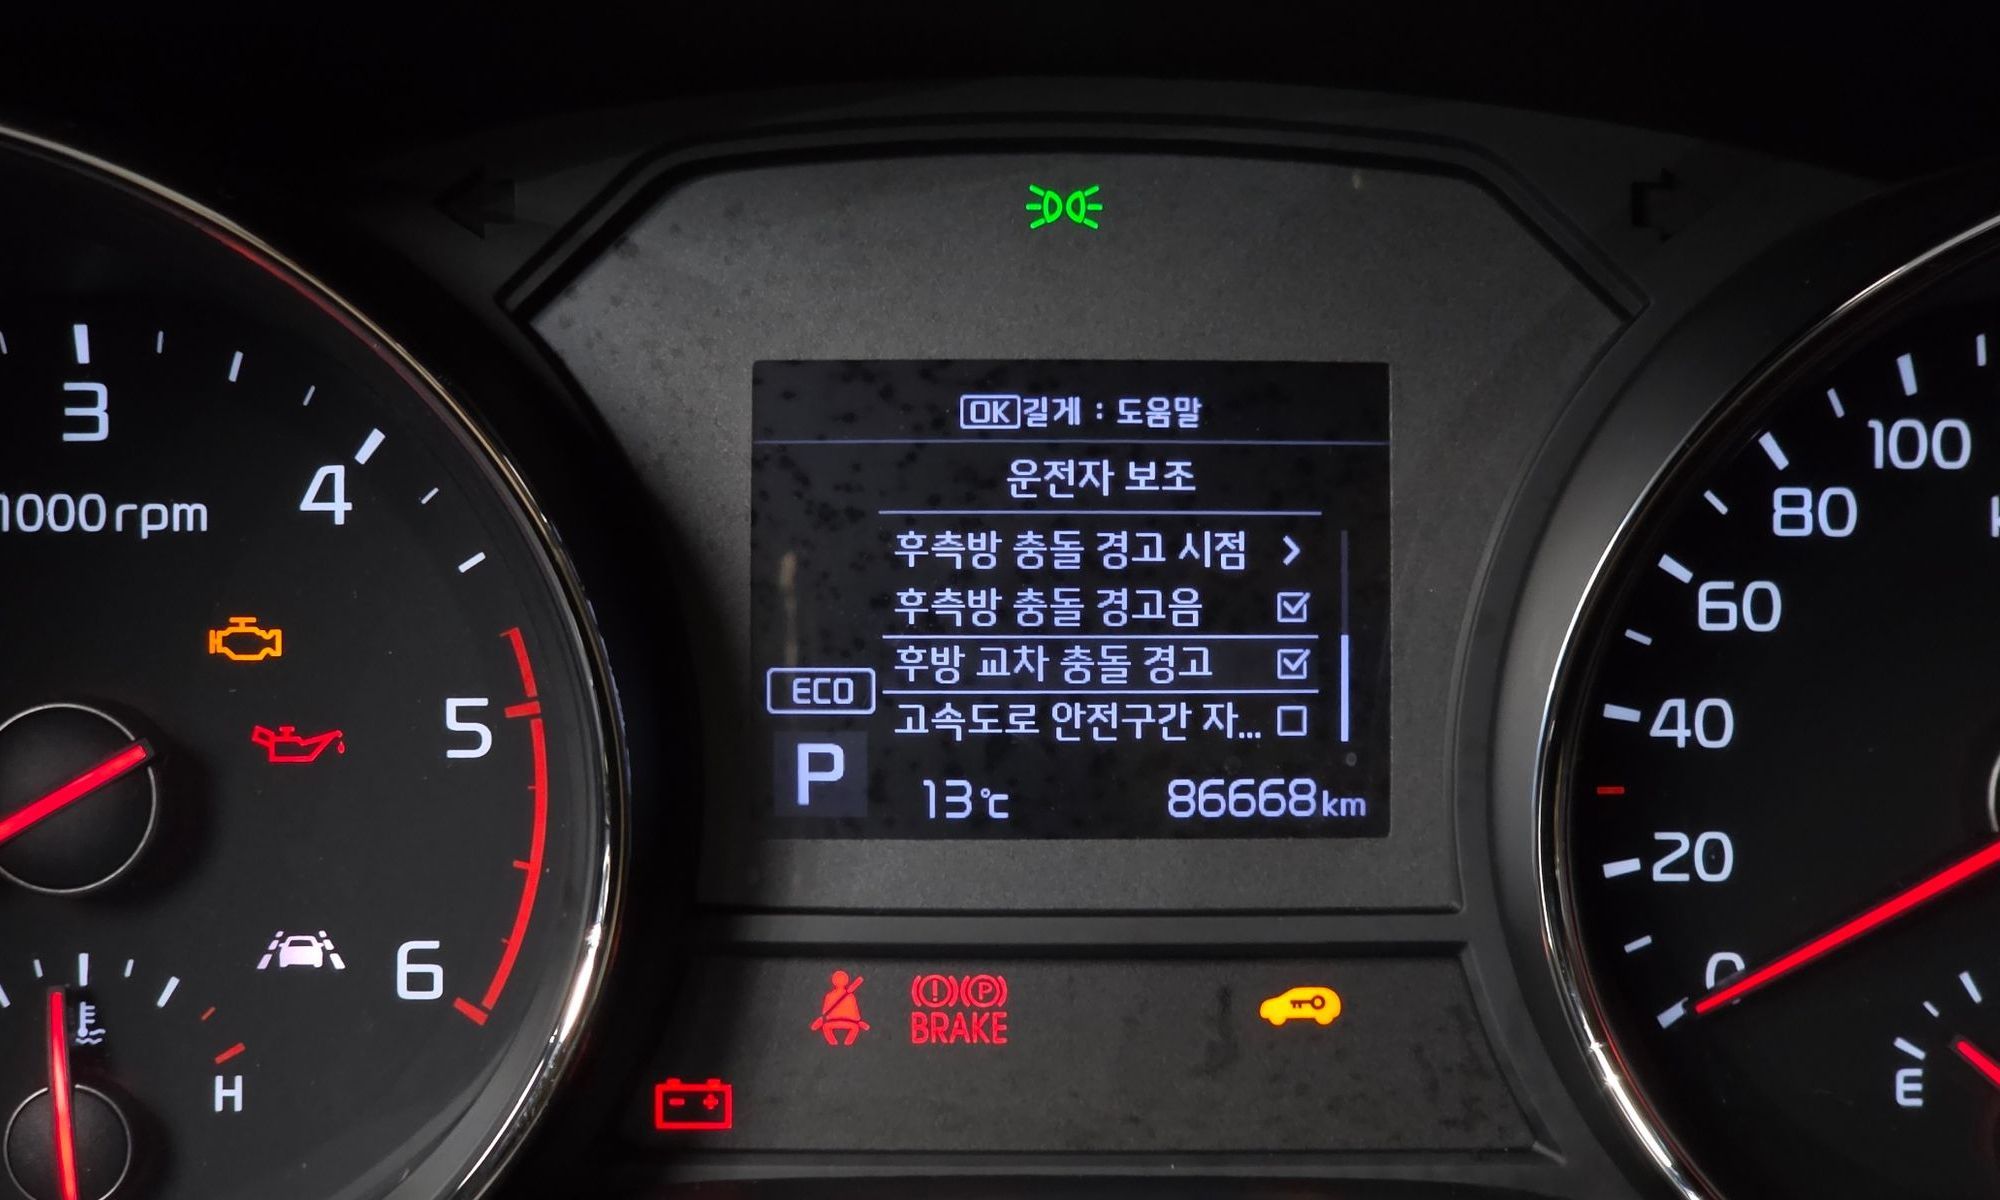 OK 길게 : 도움말
운전자 보조
후측방 충돌 경고 시점
후측방 충돌 경고음
후방 교차 충돌 경고
고속도로 안전구간 자...
ECO
P
13℃
86668km
3
4
1000rpm
5
6
H
100
80
60
40
20
0
E
BRAKE